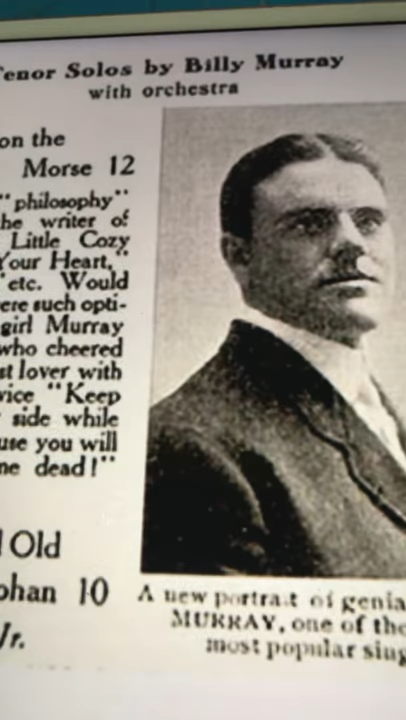 Tenor Solos by Billy Murray
with orchestra
on the
Morse 12
"philosophy"
he writer of
Little Cozy
Your Heart,"
" etc. Would
ere such opti-
girl Murray
who cheered
st lover with
vice "Keep
side while
use you will
ne dead!"
Old
ohan 10
Jr.
A new portrait of genia
MURRAY, one of the
most popular sing